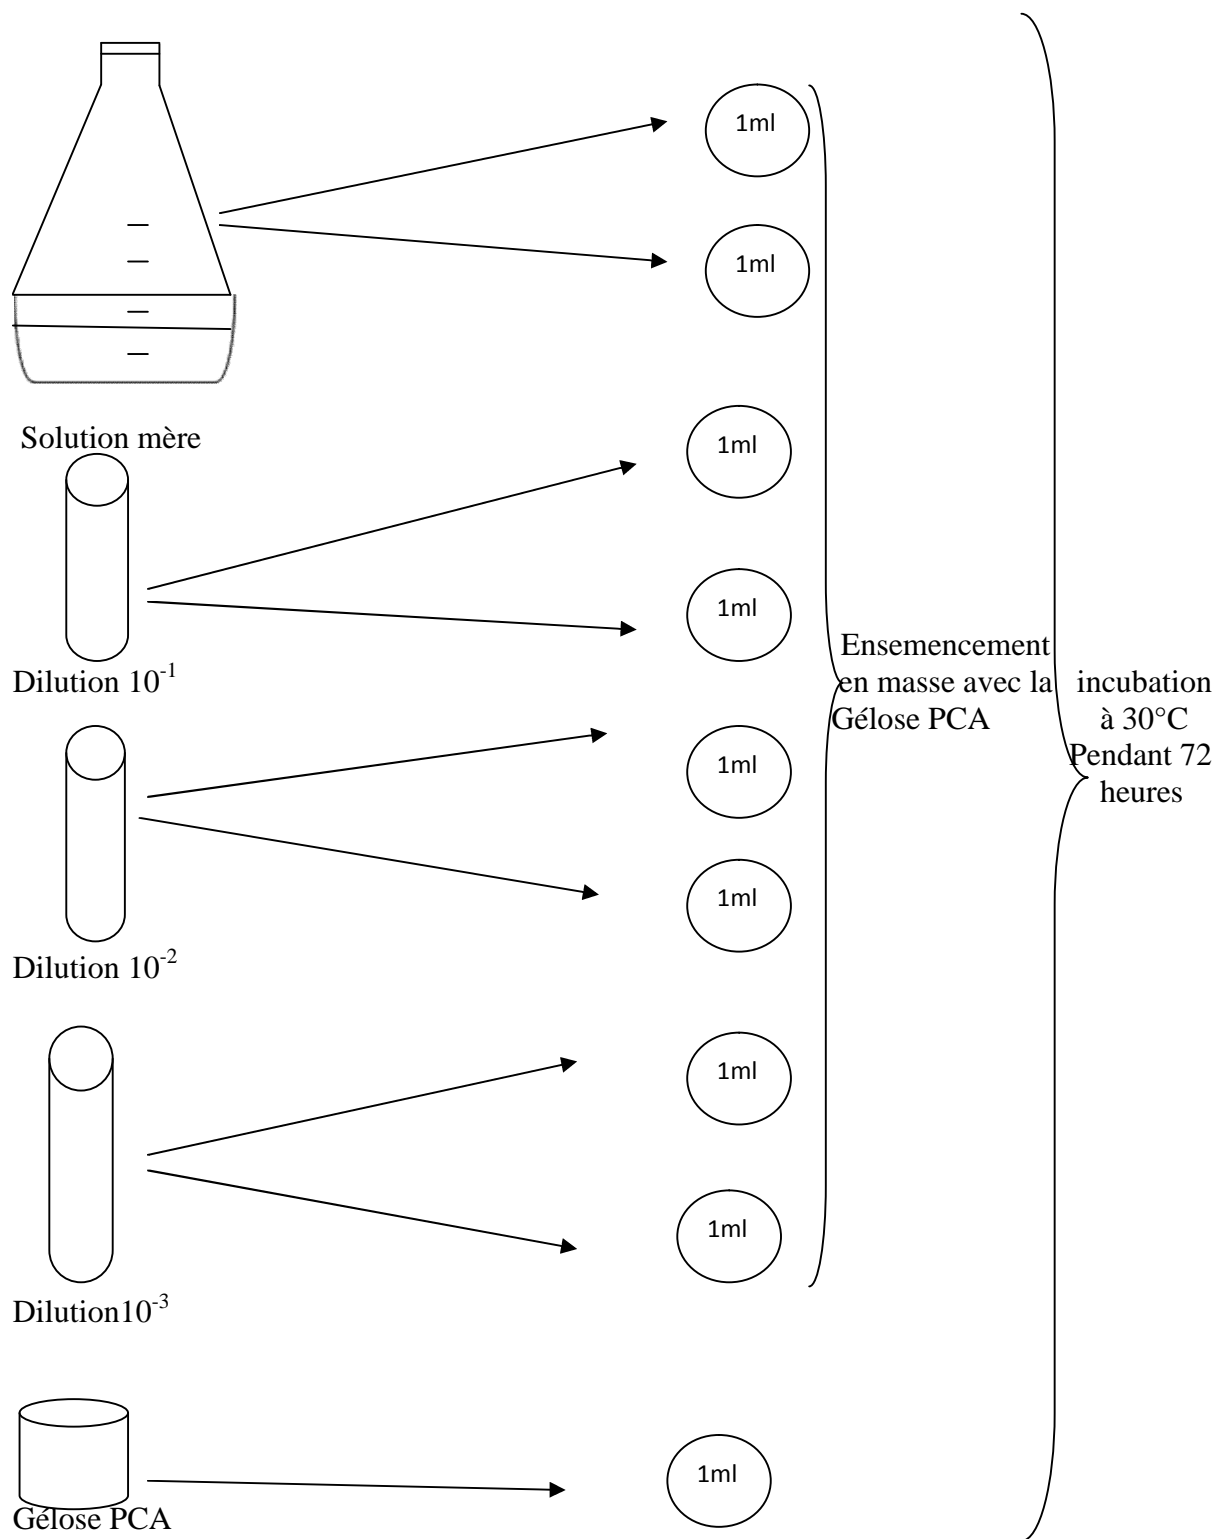 1ml
1ml
Solution mère
1ml
1ml
Dilution 10⁻¹
Ensemencement
en masse avec la
Gélose PCA
incubation
à 30°C
Pendant 72
heures
1ml
1ml
Dilution 10⁻²
1ml
1ml
Dilution10⁻³
1ml
Gélose PCA